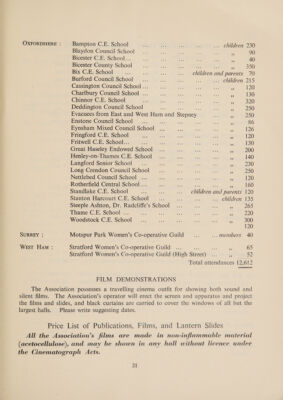 OXFORDSHIRE : Bampton C.E. School ... ... ... ... ... children 230
Blaydon Council School ... ... ... ... ... „ 90
Bicester C.E. School ... ... ... ... ... ... „ 40
Bicester County School ... ... ... ... ... „ 350
Bix C.E. School ... ... ... ... children and parents 70
Burford Council School ... ... ... ... ... children 215
Cassington Council School ... ... ... ... ... „ 120
Charlbury Council School ... ... ... ... ... „ 130
Chinnor C.E. School ... ... ... ... ... „ 320
Deddington Council School ... ... ... ... ... „ 250
Evacuees from East and West Ham and Stepney ... „ 250
Enstone Council School ... ... ... ... ... „ 86
Eynsham Mixed Council School ... ... ... ... „ 126
Fringford C.E. School ... ... ... ... ... „ 120
Fritwell C.E. School ... ... ... ... ... „ 130
Great Haseley Endowed School ... ... ... ... „ 200
Henley-on-Thames C.E. School ... ... ... ... „ 140
Langford Senior School ... ... ... ... ... „ 230
Long Crendon Council School ... ... ... ... „ 250
Nettlebed Council School ... ... ... ... ... „ 120
Rotherfield Central School ... ... ... ... ... „ 160
Standlake C.E. School ... ... ... children and parents 120
Stanton Harcourt C.E. School ... ... ... ... children 135
Steeple Ashton, Dr. Radcliffe's School ... ... ... „ 265
Thame C.E. School ... ... ... ... ... ... „ 220
Woodstock C.E. School ... ... ... ... ... „ 300
120
SURREY : Motspur Park Women's Co-operative Guild ... ... members 40
WEST HAM : Stratford Women's Co-operative Guild ... ... ... „ 65
Stratford Women's Co-operative Guild (High Street) ... „ 52
Total attendances 12,612
FILM DEMONSTRATIONS
The Association possesses a travelling cinema outfit for showing both sound and
silent films. The Association's operator will erect the screen and apparatus and project
the films and slides, and black curtains are carried to cover the windows of all but the
largest halls. Please write suggesting dates.
Price List of Publications, Films, and Lantern Slides
All the Association's films are made in non-inflammable material
(acetocellulose), and may be shown in any hall without licence under
the Cinematograph Acts.
21